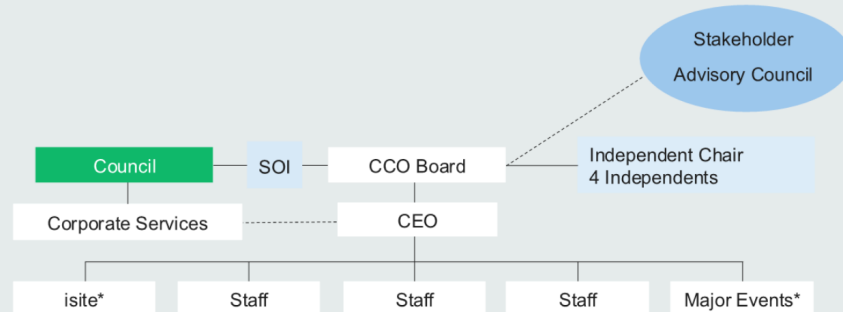 Stakeholder
Advisory Council
Council
SOI
CCO Board
Independent Chair
4 Independents
Corporate Services
CEO
isite*
Staff
Staff
Staff
Major Events*